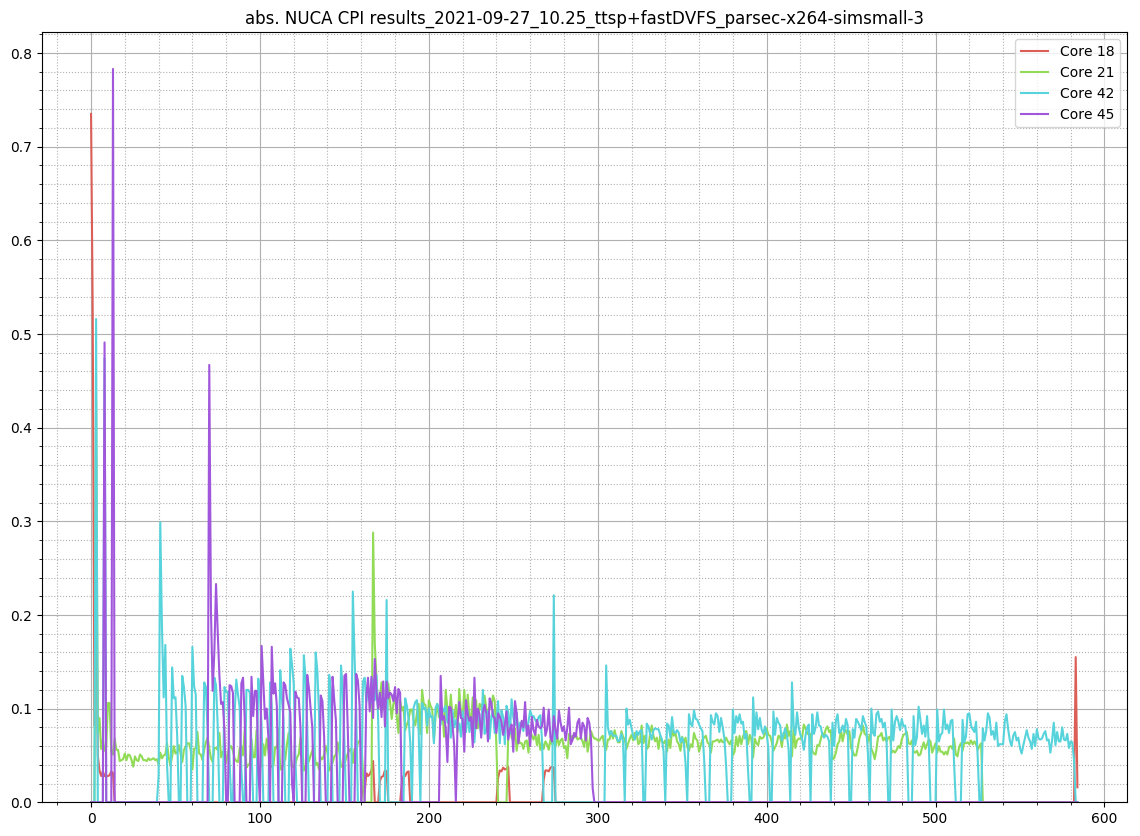 abs. NUCA CPI results_2021-09-27_10.25_ttsp+fastDVFS_parsec-x264-simsmall-3
Core 18
Core 21
Core 42
Core 45
0.8
0.7
0.6
0.5
0.4
0.3
0.2
0.1
0.0
0 100 200 300 400 500 600